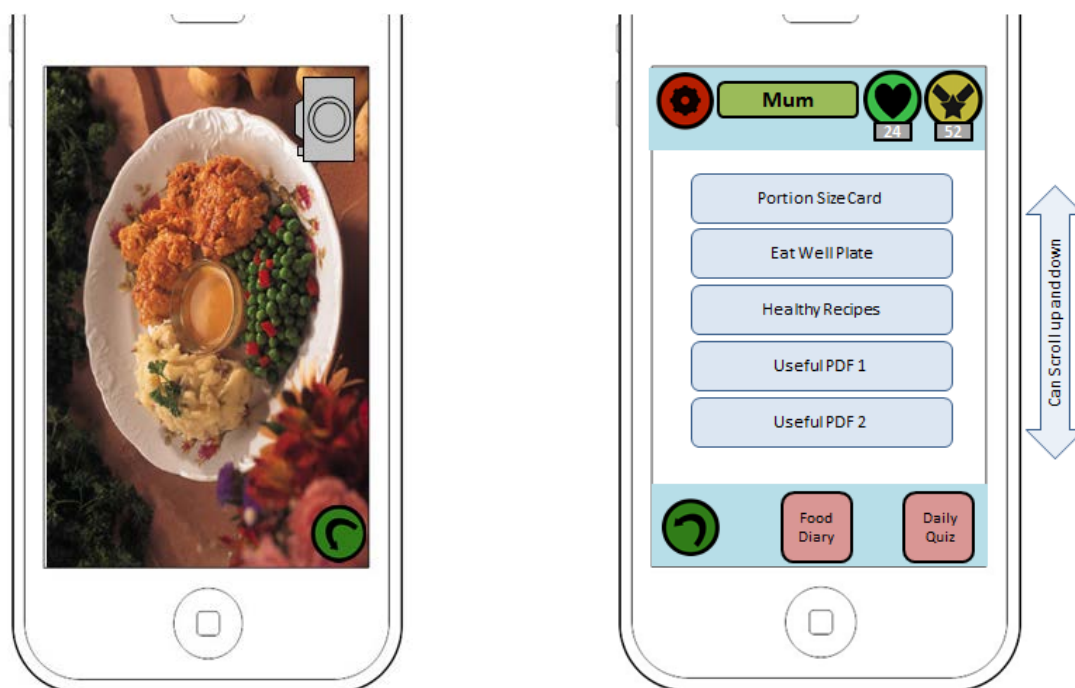 Mum
24
52
Portion Size Card
Eat Well Plate
Healthy Recipes
Useful PDF 1
Useful PDF 2
Can Scroll up and down
Food
Diary
Daily
Quiz